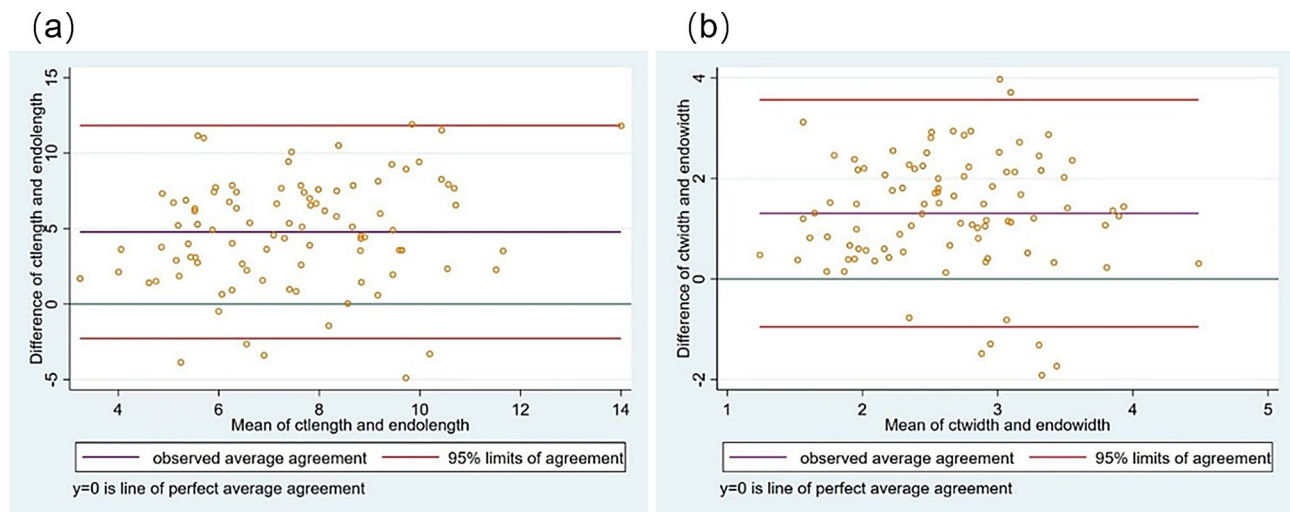 (a)
Difference of ctlength and endolength
15
10
5
0
-5
4 6 8 10 12 14
Mean of ctlength and endolength
observed average agreement 95% limits of agreement
y=0 is line of perfect average agreement
(b)
Difference of ctwidth and endowidth
4
2
0
-2
1 2 3 4 5
Mean of ctwidth and endowidth
observed average agreement 95% limits of agreement
y=0 is line of perfect average agreement